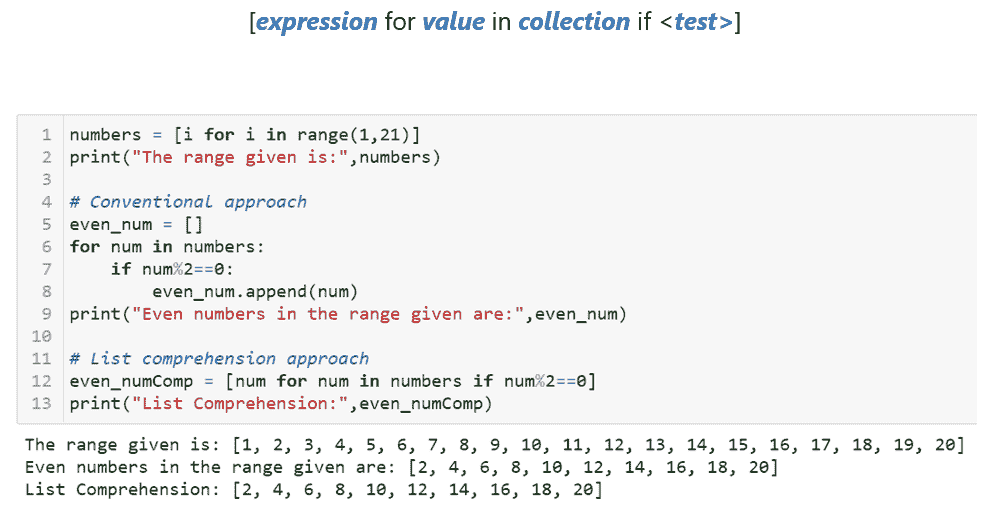 [expression for value in collection if <test>]
1 numbers = [i for i in range(1,21)]
2 print("The range given is:",numbers)
3
4 # Conventional approach
5 even_num = []
6 for num in numbers:
7     if num%2==0:
8         even_num.append(num)
9 print("Even numbers in the range given are:",even_num)
10
11 # List comprehension approach
12 even_numComp = [num for num in numbers if num%2==0]
13 print("List Comprehension:",even_numComp)
The range given is: [1, 2, 3, 4, 5, 6, 7, 8, 9, 10, 11, 12, 13, 14, 15, 16, 17, 18, 19, 20]
Even numbers in the range given are: [2, 4, 6, 8, 10, 12, 14, 16, 18, 20]
List Comprehension: [2, 4, 6, 8, 10, 12, 14, 16, 18, 20]